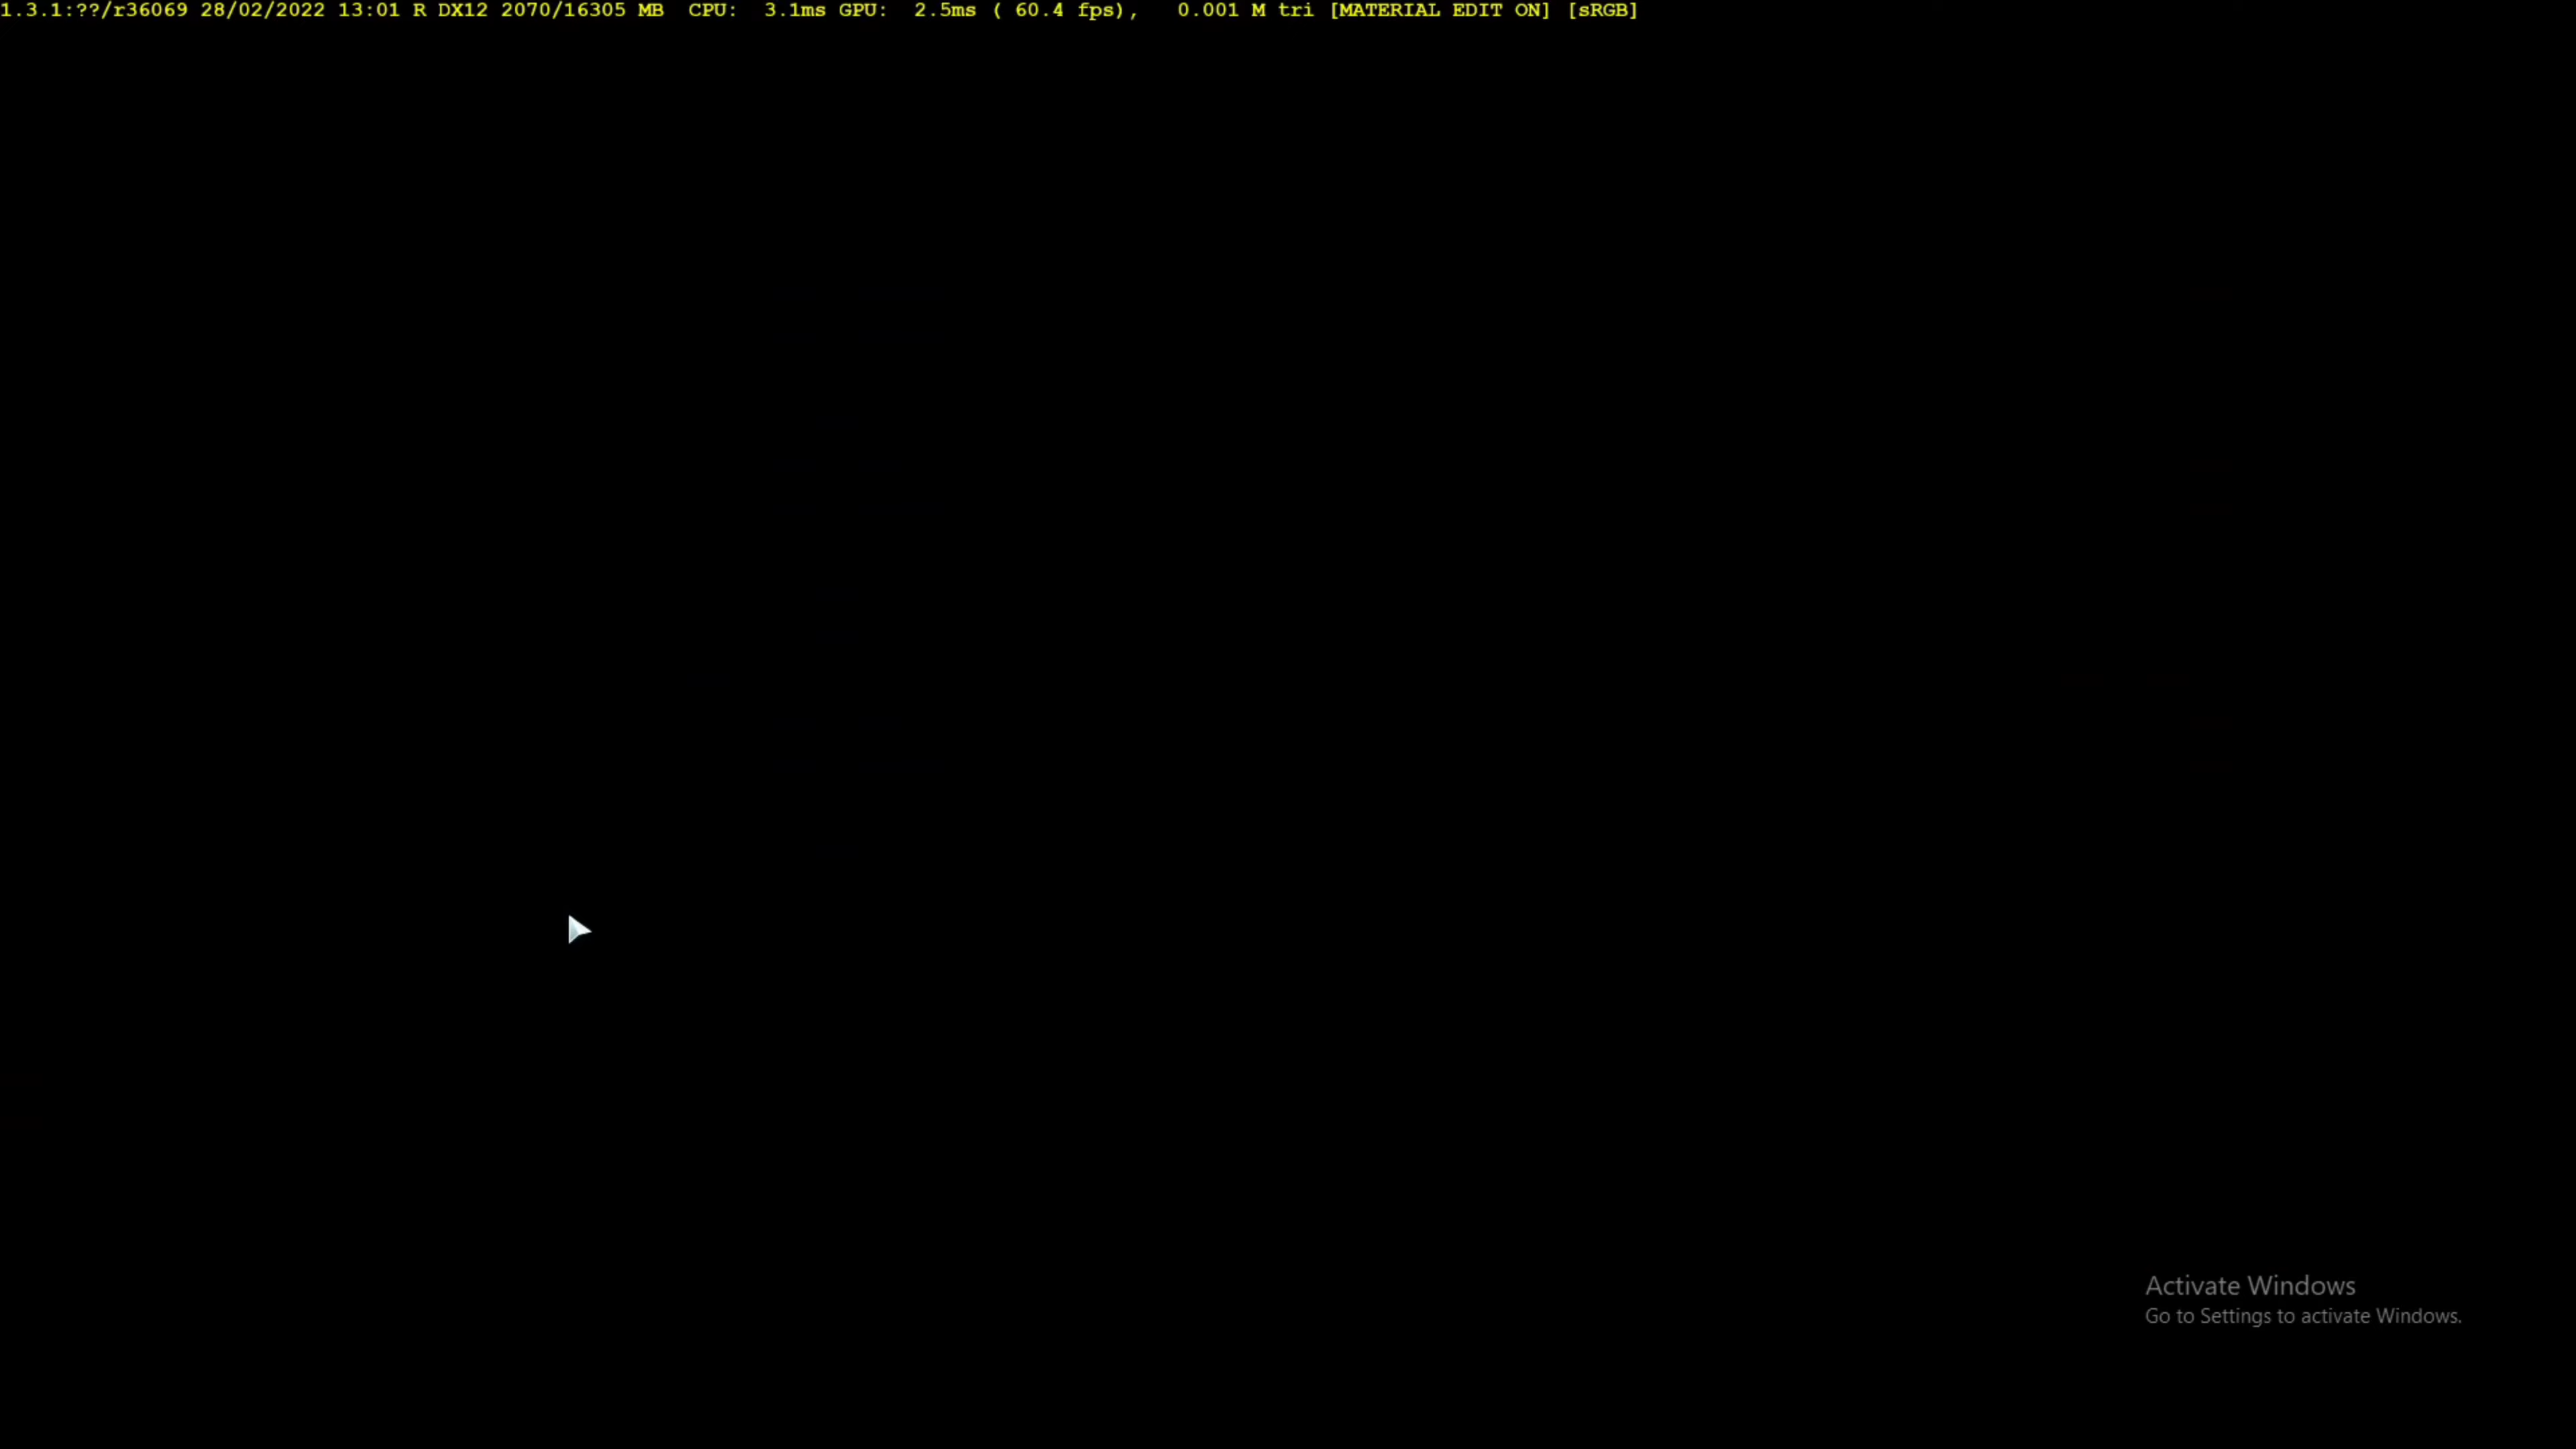 1.3.1:??/r36069 28/02/2022 13:01 R DX12 2070/16305 MB  CPU:  3.1ms GPU:  2.5ms ( 60.4 fps),   0.001 M tri [MATERIAL EDIT ON] [sRGB]
Activate Windows
Go to Settings to activate Windows.